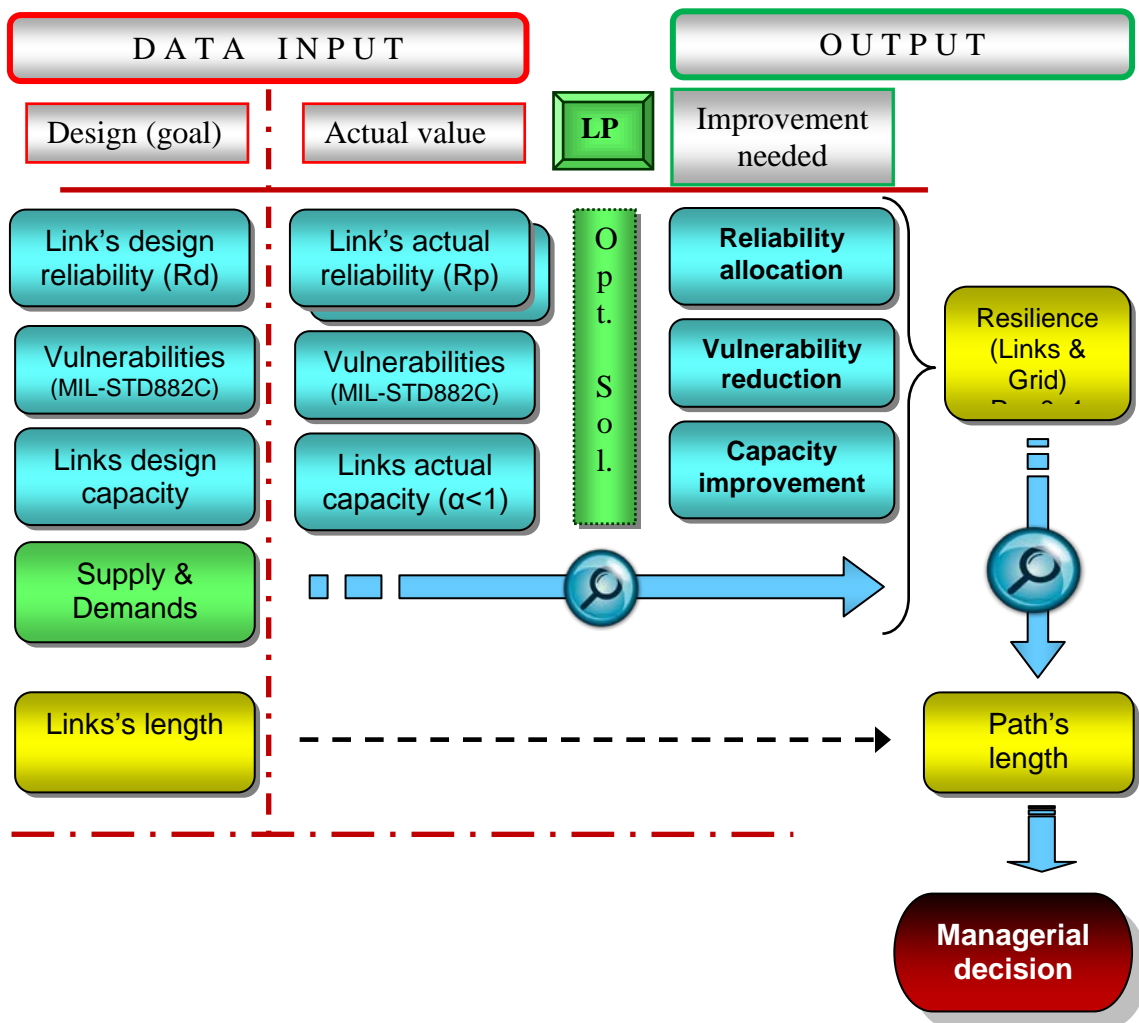 DATA INPUT
OUTPUT
Design (goal)
Actual value
LP
Improvement
needed
Link's design
reliability (Rd)
Link's actual
reliability (Rp)
Opt. Sol.
Reliability
allocation
Vulnerabilities
(MIL-STD882C)
Vulnerabilities
(MIL-STD882C)
Vulnerability
reduction
Resilience
(Links &
Grid)
Links design
capacity
Links actual
capacity (α<1)
Capacity
improvement
Supply &
Demands
Links's length
Path's
length
Managerial
decision